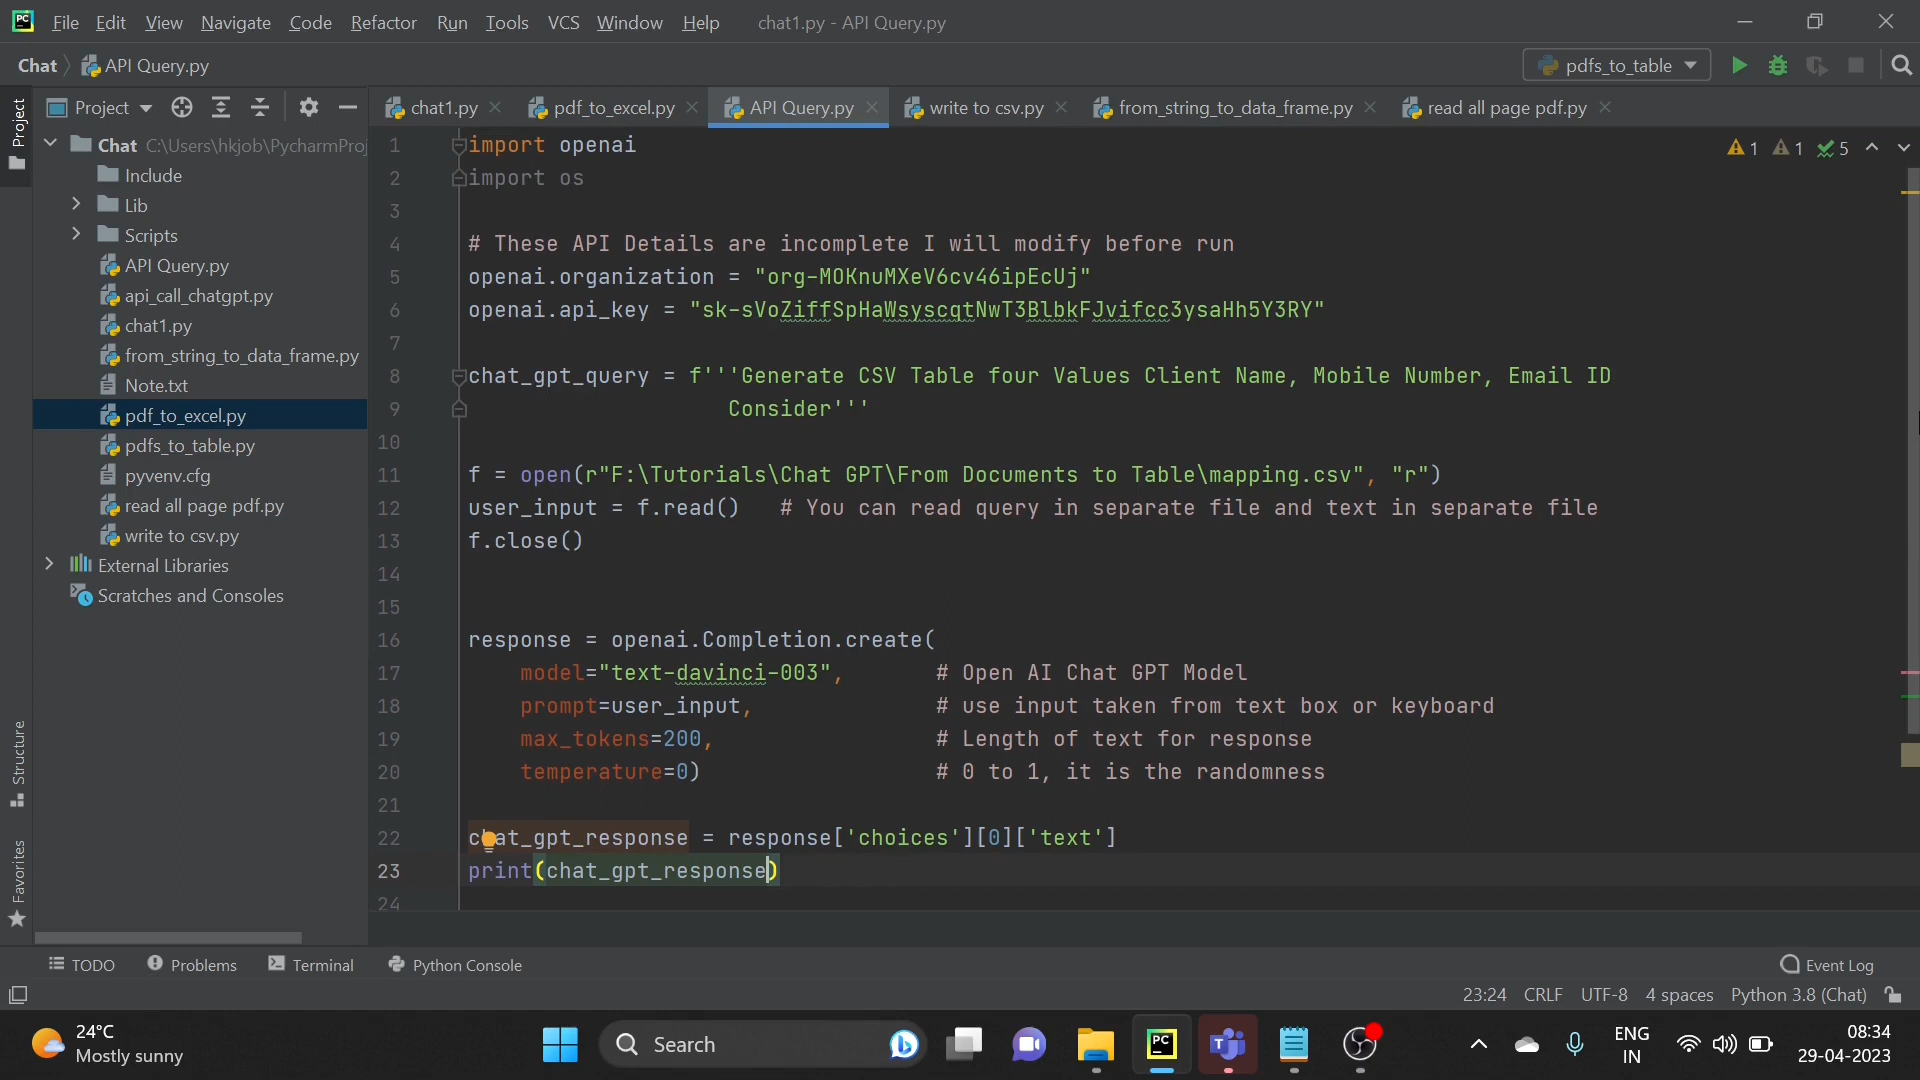 PC File Edit View Navigate Code Refactor Run Tools VCS Window Help chat1.py - API Query.py
Chat API Query.py pdfs_to_table
Project
Project
chat1.py pdf_to_excel.py API Query.py write to csv.py from_string_to_data_frame.py read all page pdf.py
Chat C:\Users\hkjob\PycharmProj
Include
Lib
Scripts
API Query.py
api_call_chatgpt.py
chat1.py
from_string_to_data_frame.py
Note.txt
pdf_to_excel.py
pdfs_to_table.py
pyvenv.cfg
read all page pdf.py
write to csv.py
External Libraries
Scratches and Consoles
Structure
Favorites
1 1 5
1 import openai
2 import os
3
4 # These API Details are incomplete I will modify before run
5 openai.organization = "org-MOKnuMXeV6cv46ipEcUj"
6 openai.api_key = "sk-sVoZiffSpHaWsyscqtNwT3BlbkFJvifcc3ysaHh5Y3RY"
7
8 chat_gpt_query = f'''Generate CSV Table four Values Client Name, Mobile Number, Email ID
9 Consider'''
10
11 f = open(r"F:\Tutorials\Chat GPT\From Documents to Table\mapping.csv", "r")
12 user_input = f.read() # You can read query in separate file and text in separate file
13 f.close()
14
15
16 response = openai.Completion.create(
17 model="text-davinci-003", # Open AI Chat GPT Model
18 prompt=user_input, # use input taken from text box or keyboard
19 max_tokens=200, # Length of text for response
20 temperature=0) # 0 to 1, it is the randomness
21
22 chat_gpt_response = response['choices'][0]['text']
23 print(chat_gpt_response)
24
TODO Problems Terminal Python Console Event Log
23:24 CRLF UTF-8 4 spaces Python 3.8 (Chat)
24°C
Mostly sunny
Search
PC
ENG
IN
08:34
29-04-2023